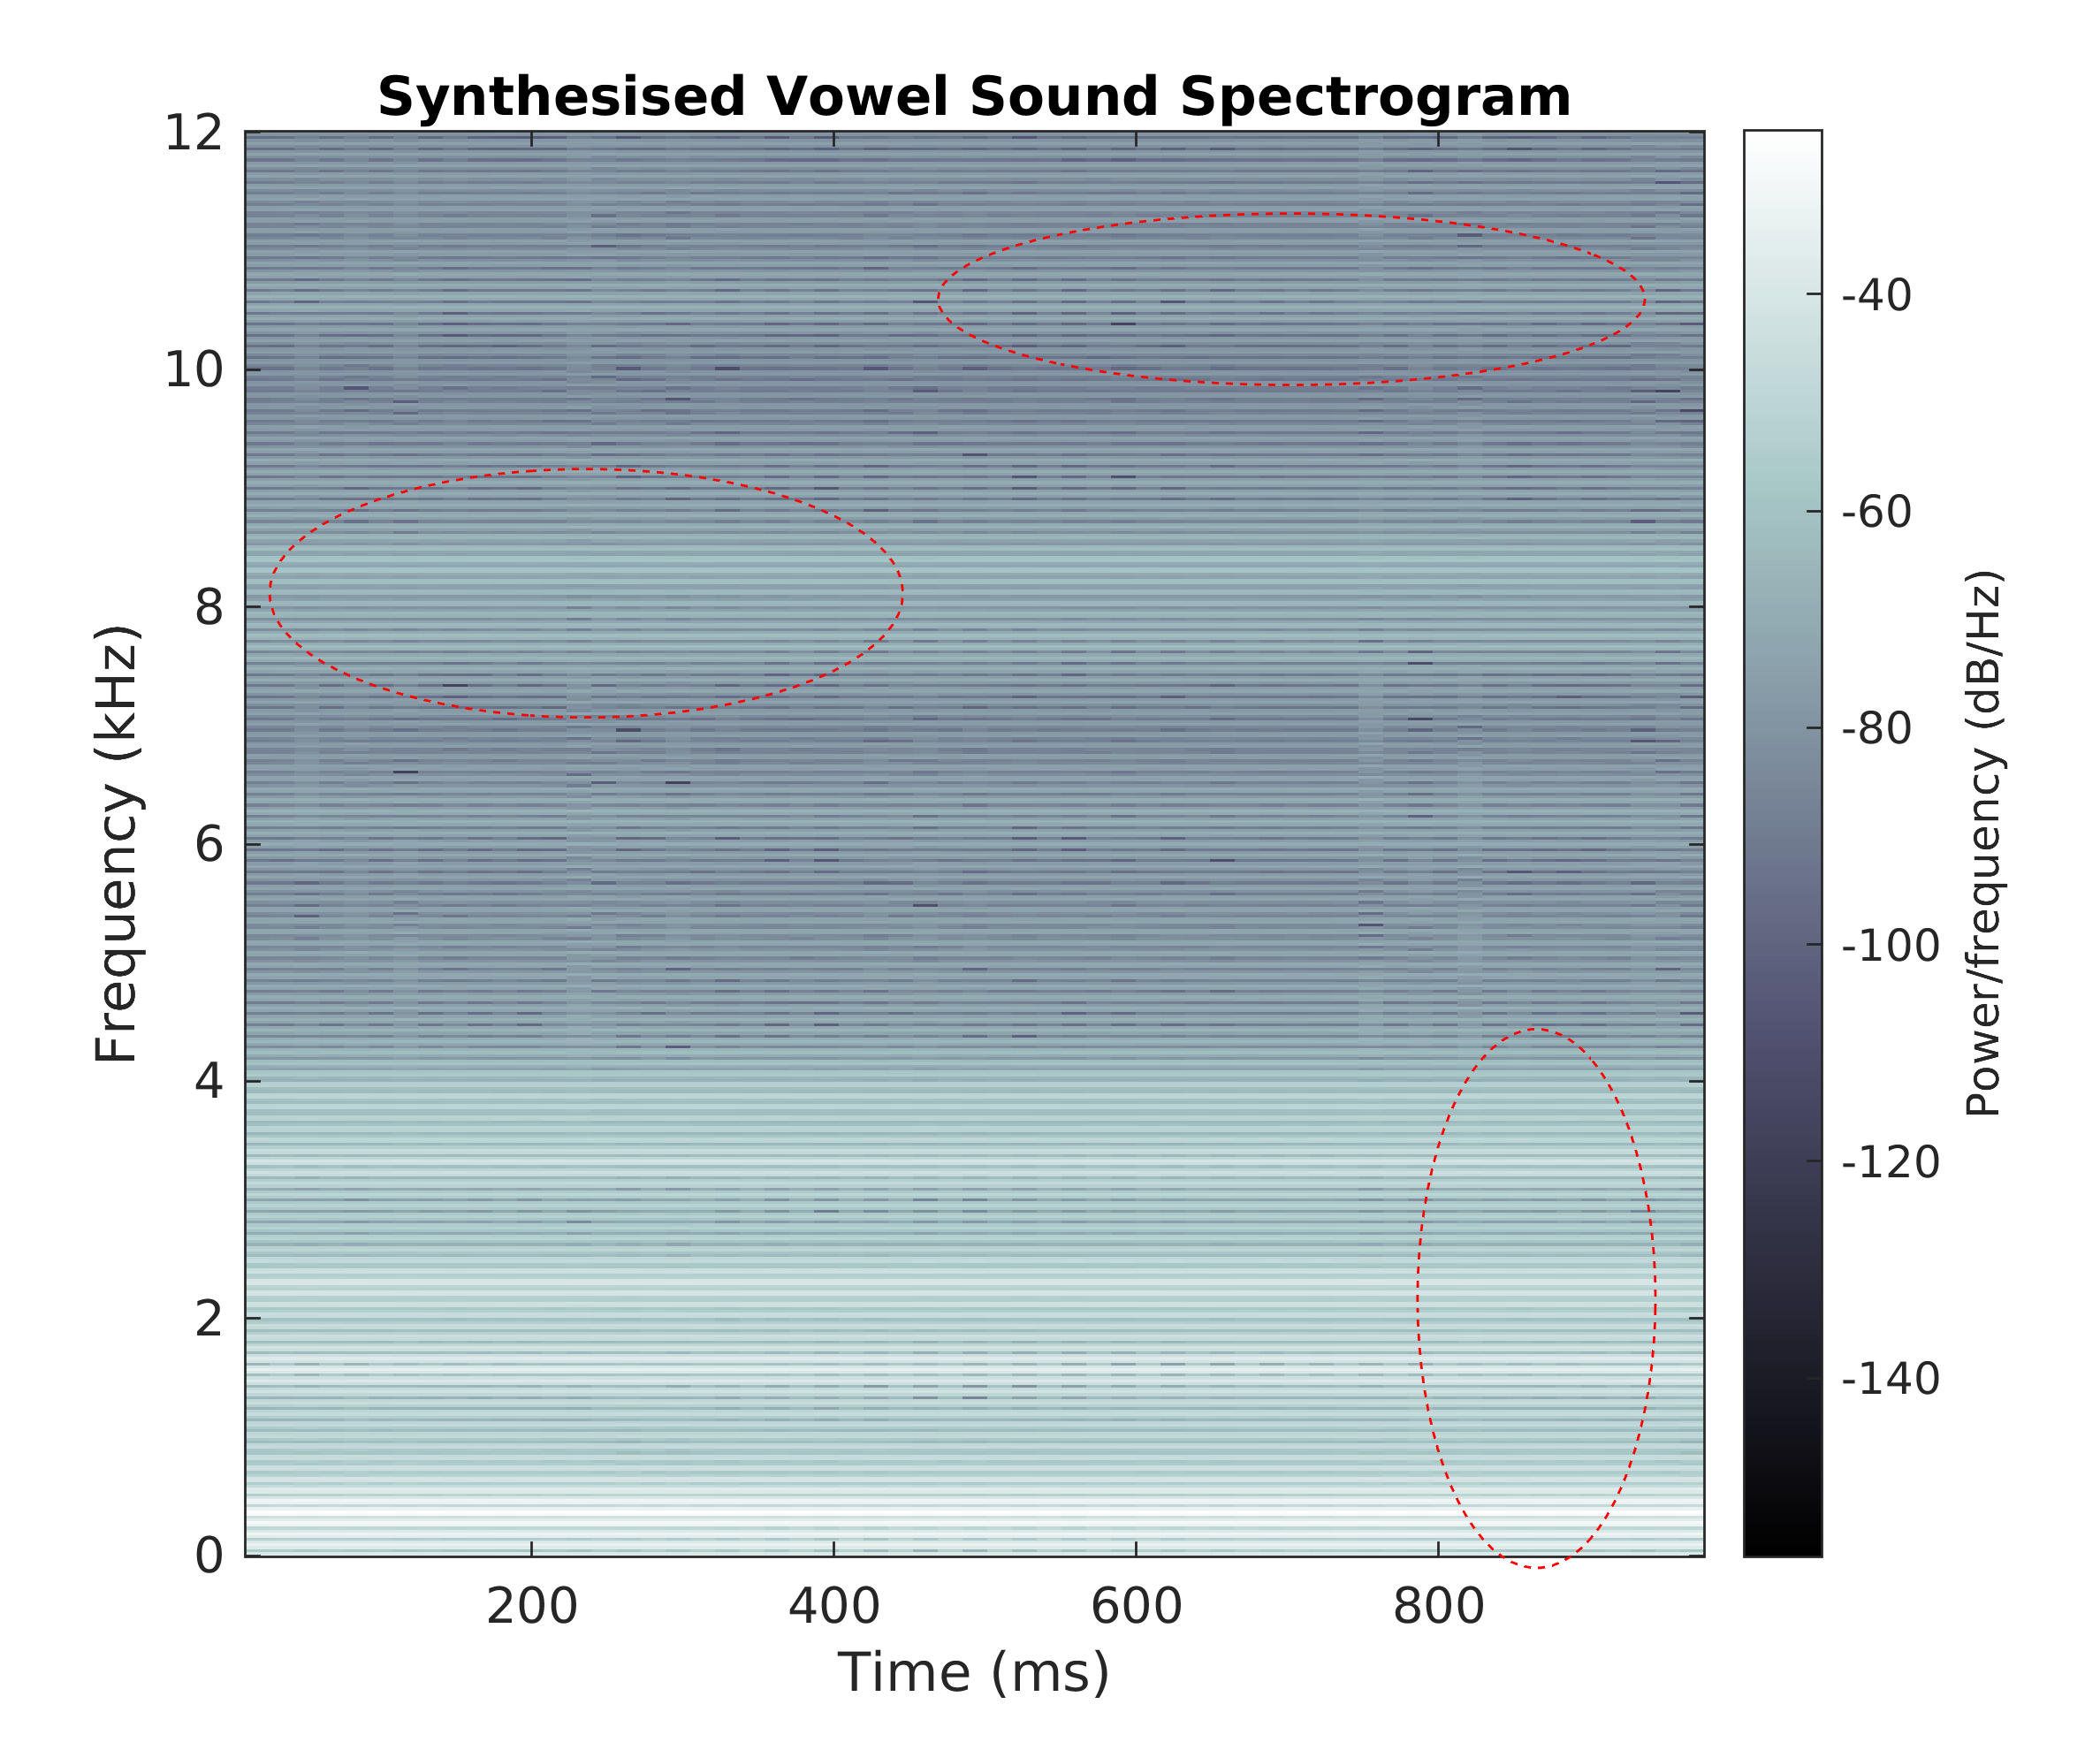 Synthesised Vowel Sound Spectrogram
12
10
8
6
4
2
0
Frequency (kHz)
200 400 600 800
Time (ms)
-40
-60
-80
-100
-120
-140
Power/frequency (dB/Hz)